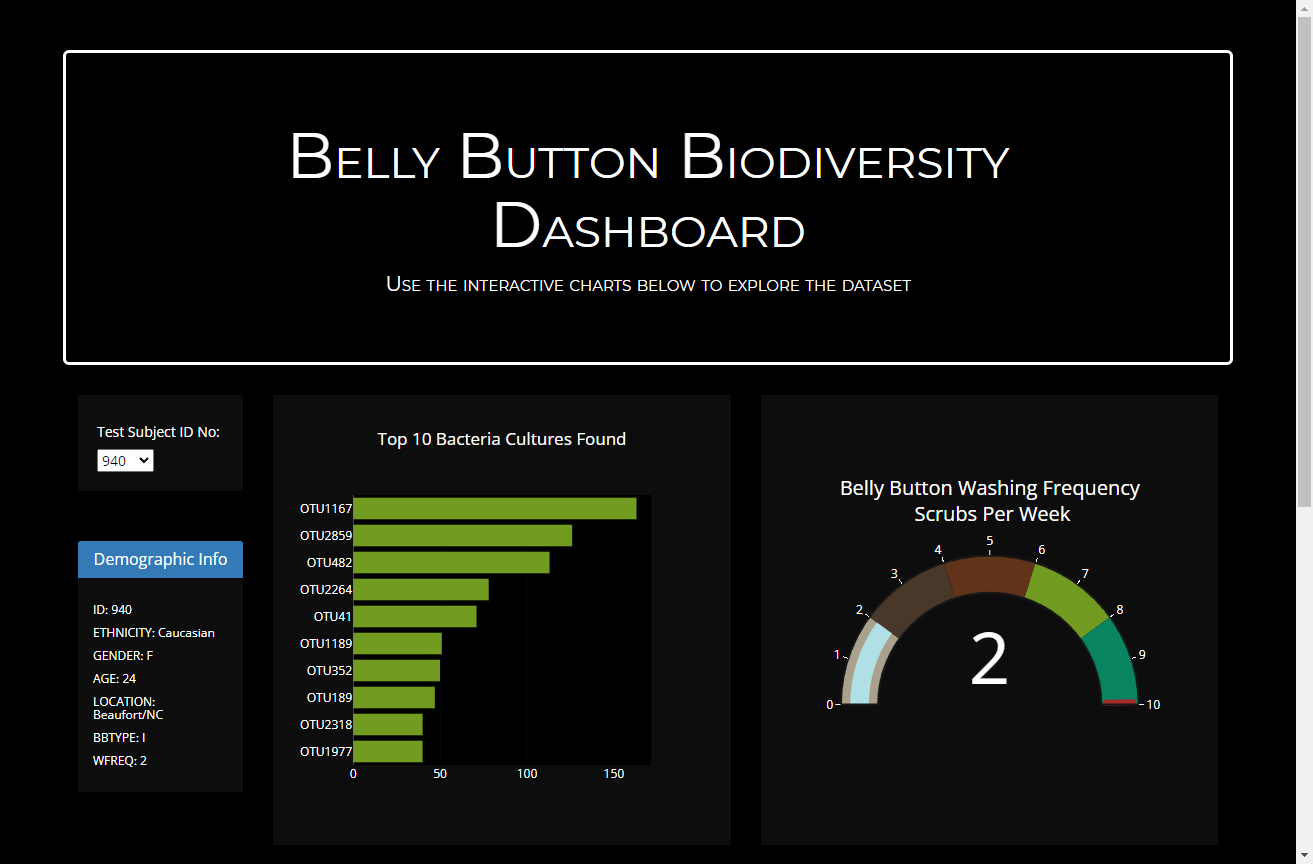 Belly Button Biodiversity
Dashboard
Use the interactive charts below to explore the dataset
Test Subject ID No:
940
Demographic Info
ID: 940
ETHNICITY: Caucasian
GENDER: F
AGE: 24
LOCATION:
Beaufort/NC
BBTYPE: I
WFREQ: 2
Top 10 Bacteria Cultures Found
OTU1167
OTU2859
OTU482
OTU2264
OTU41
OTU1189
OTU352
OTU189
OTU2318
OTU1977
0 50 100 150
Belly Button Washing Frequency
Scrubs Per Week
0
1
2
3
4
5
6
7
8
9
10
2